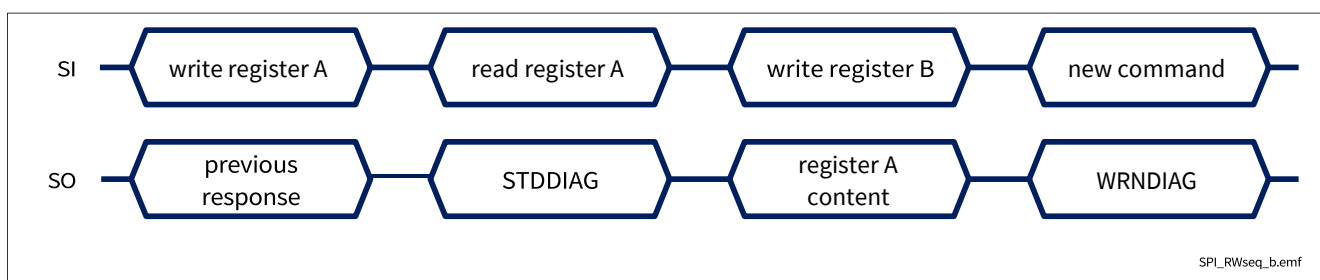 SI
write register A
read register A
write register B
new command
SO
previous
response
STDDIAG
register A
content
WRNDIAG
SPI_RWseq_b.emf